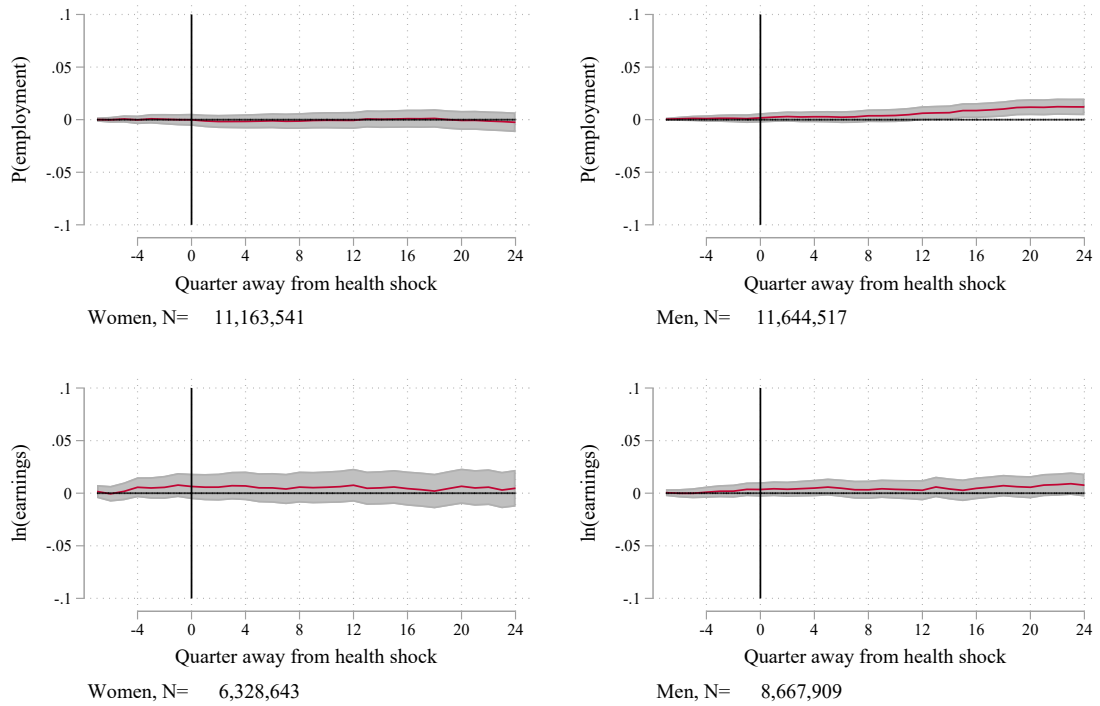 .1
.05
0
-.05
-.1
P(employment)
-4 0 4 8 12 16 20 24
Quarter away from health shock
Women, N= 11,163,541
.1
.05
0
-.05
-.1
P(employment)
-4 0 4 8 12 16 20 24
Quarter away from health shock
Men, N= 11,644,517
.1
.05
0
-.05
-.1
ln(earnings)
-4 0 4 8 12 16 20 24
Quarter away from health shock
Women, N= 6,328,643
.1
.05
0
-.05
-.1
ln(earnings)
-4 0 4 8 12 16 20 24
Quarter away from health shock
Men, N= 8,667,909